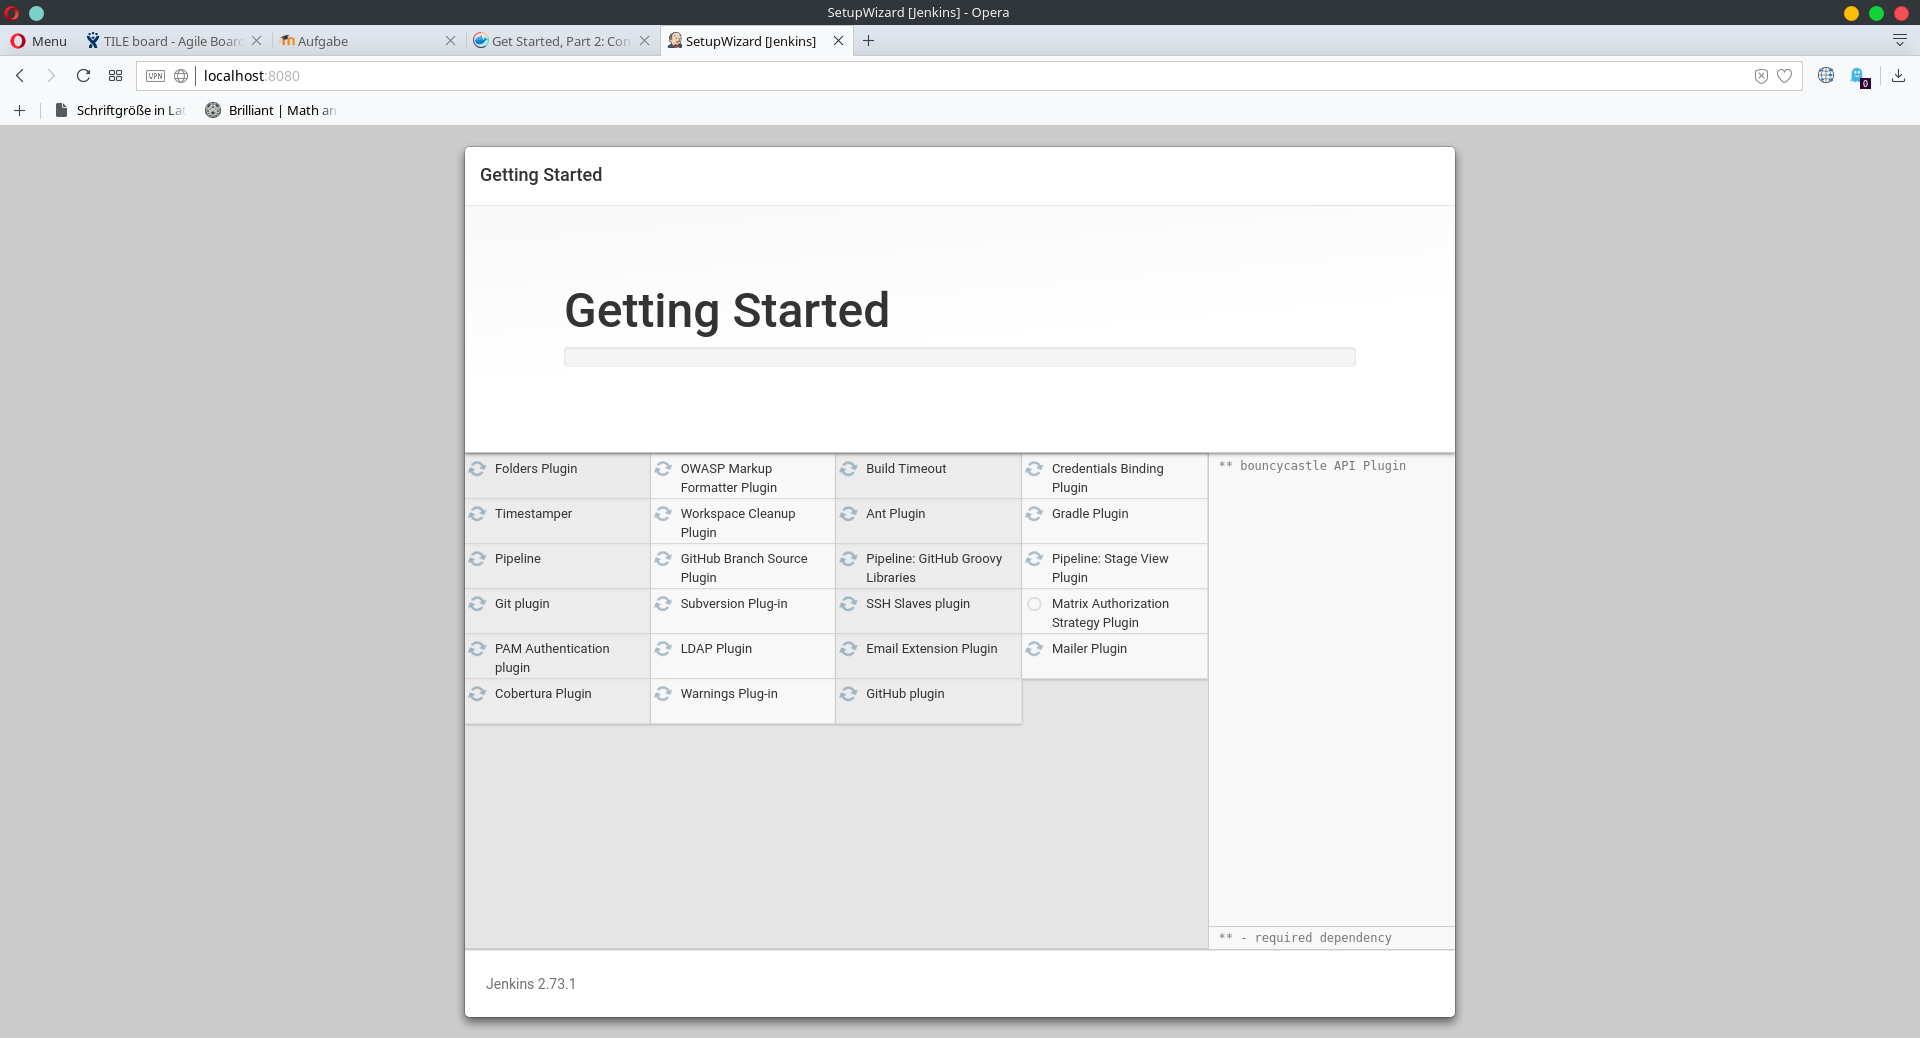 SetupWizard [Jenkins] - Opera
Menu
TILE board - Agile Board
Aufgabe
Get Started, Part 2: Con
SetupWizard [Jenkins]
VPN
localhost:8080
0
Schriftgröße in Lat
Brilliant | Math an
Getting Started
Getting Started
Folders Plugin
OWASP Markup
Formatter Plugin
Build Timeout
Credentials Binding
Plugin
** bouncycastle API Plugin
Timestamper
Workspace Cleanup
Plugin
Ant Plugin
Gradle Plugin
Pipeline
GitHub Branch Source
Plugin
Pipeline: GitHub Groovy
Libraries
Pipeline: Stage View
Plugin
Git plugin
Subversion Plug-in
SSH Slaves plugin
Matrix Authorization
Strategy Plugin
PAM Authentication
plugin
LDAP Plugin
Email Extension Plugin
Mailer Plugin
Cobertura Plugin
Warnings Plug-in
GitHub plugin
** - required dependency
Jenkins 2.73.1